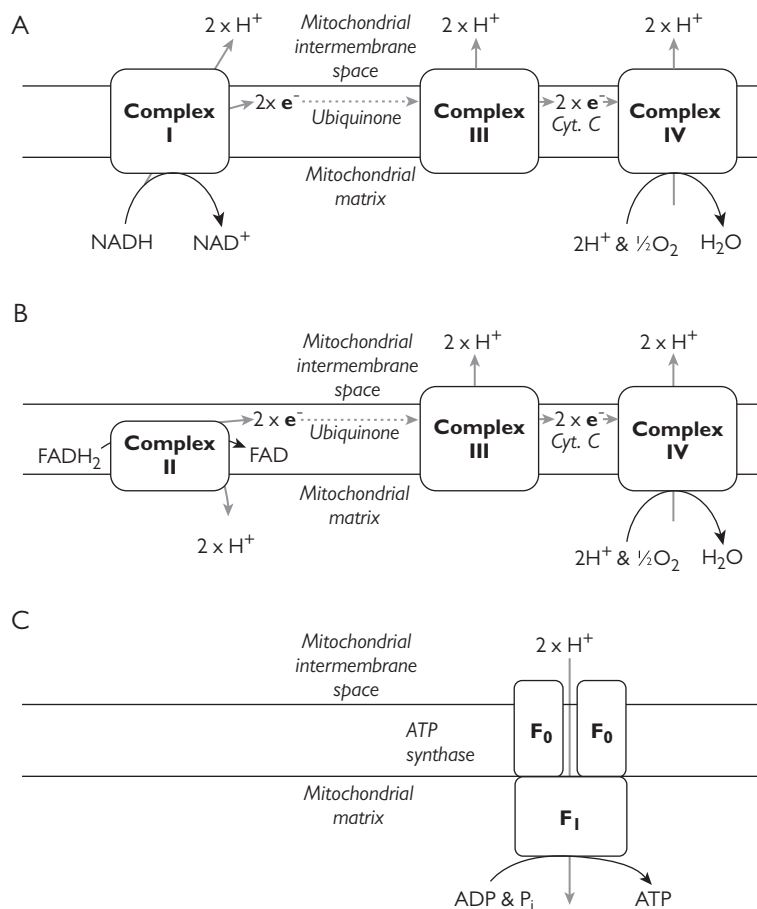 A
2 x H⁺
Mitochondrial
intermembrane
space
2 x H⁺
2 x H⁺
Complex
I
2x e⁻
Ubiquinone
Complex
III
2 x e⁻
Cyt. C
Complex
IV
Mitochondrial
matrix
NADH
NAD⁺
2H⁺ & ½O₂
H₂O
B
Mitochondrial
intermembrane
space
2 x H⁺
2 x H⁺
FADH₂
Complex
II
2 x e⁻
FAD
Ubiquinone
Complex
III
2 x e⁻
Cyt. C
Complex
IV
Mitochondrial
matrix
2 x H⁺
2H⁺ & ½O₂
H₂O
C
Mitochondrial
intermembrane
space
2 x H⁺
ATP
synthase
F₀
F₀
Mitochondrial
matrix
F₁
ADP & Pᵢ
ATP